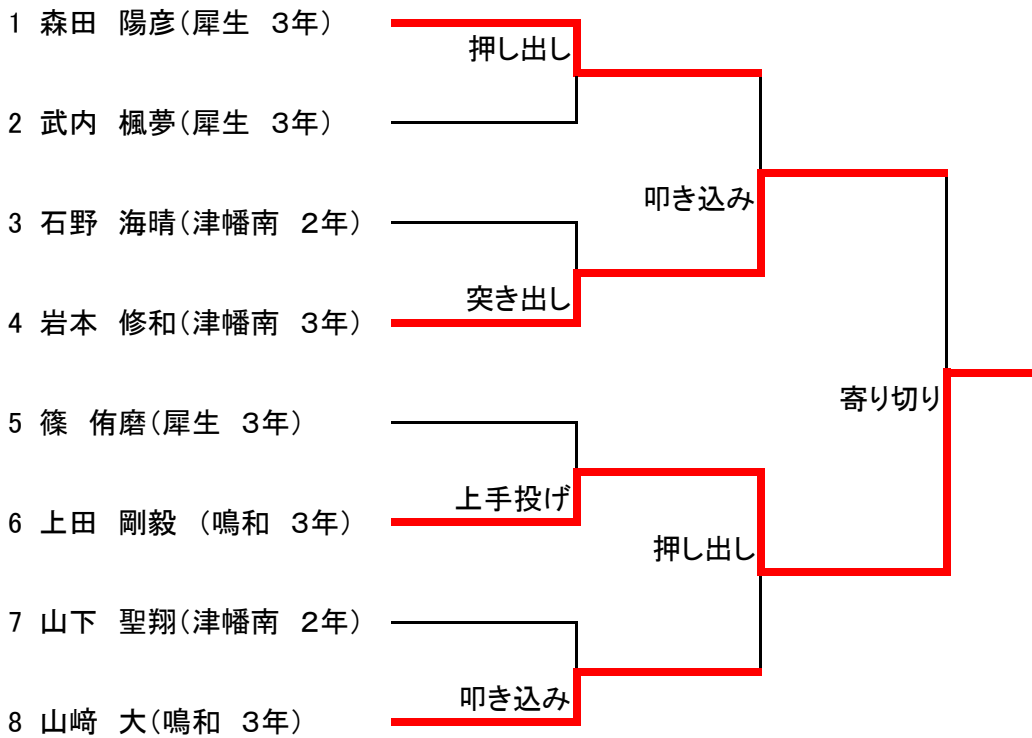 1 森田 陽彦(犀生 3年)
押し出し
2 武内 楓夢(犀生 3年)
叩き込み
3 石野 海晴(津幡南 2年)
突き出し
4 岩本 修和(津幡南 3年)
寄り切り
5 篠 侑磨(犀生 3年)
上手投げ
6 上田 剛毅 (鳴和 3年)
押し出し
7 山下 聖翔(津幡南 2年)
叩き込み
8 山﨑 大(鳴和 3年)